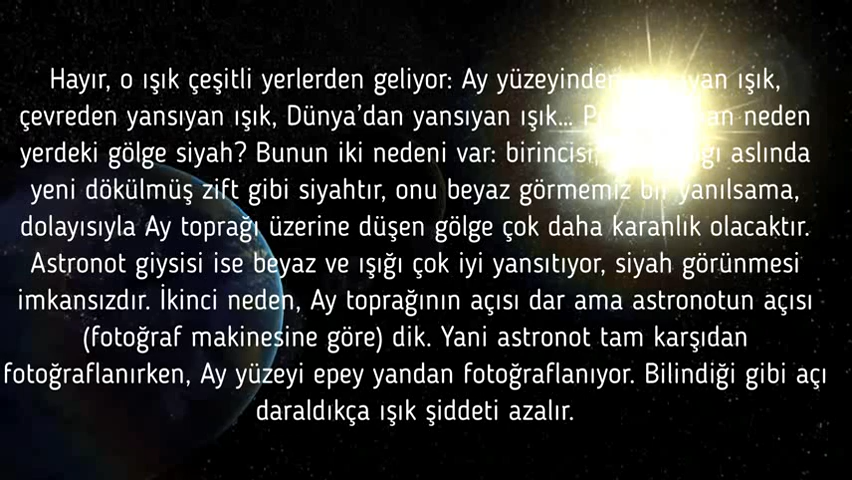 Hayır, o ışık çeşitli yerlerden geliyor: Ay yüzeyinden yansıyan ışık,
çevreden yansıyan ışık, Dünya’dan yansıyan ışık... neden
yerdeki gölge siyah? Bunun iki nedeni var: birincisi, aslında
yeni dökülmüş zift gibi siyahtır, onu beyaz görmemiz bir yanılsama,
dolayısıyla Ay toprağı üzerine düşen gölge çok daha karanlık olacaktır.
Astronot giysisi ise beyaz ve ışığı çok iyi yansıtıyor, siyah görünmesi
imkansızdır. İkinci neden, Ay toprağının açısı dar ama astronotun açısı
(fotoğraf makinesine göre) dik. Yani astronot tam karşıdan
fotoğraflanırken, Ay yüzeyi epey yandan fotoğraflanıyor. Bilindiği gibi açı
daraldıkça ışık şiddeti azalır.